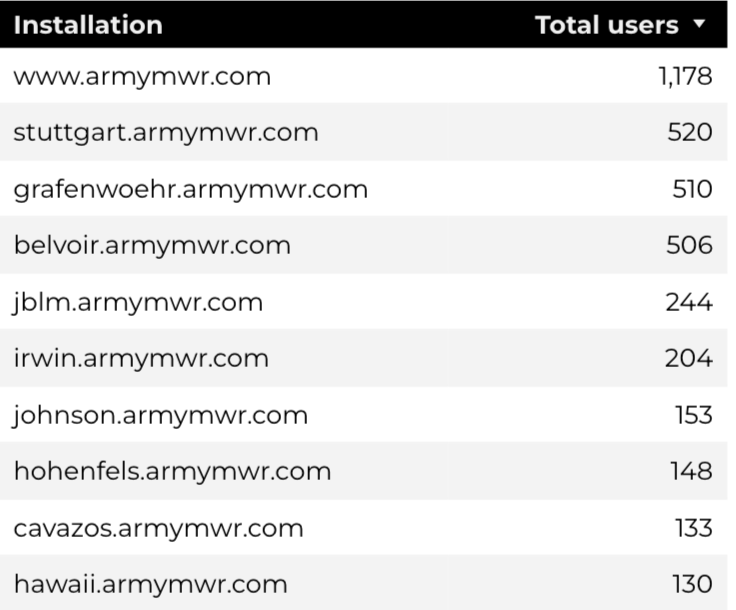 Installation Total users ▼
www.armymwr.com 1,178
stuttgart.armymwr.com 520
grafenwoehr.armymwr.com 510
belvoir.armymwr.com 506
jblm.armymwr.com 244
irwin.armymwr.com 204
johnson.armymwr.com 153
hohenfels.armymwr.com 148
cavazos.armymwr.com 133
hawaii.armymwr.com 130